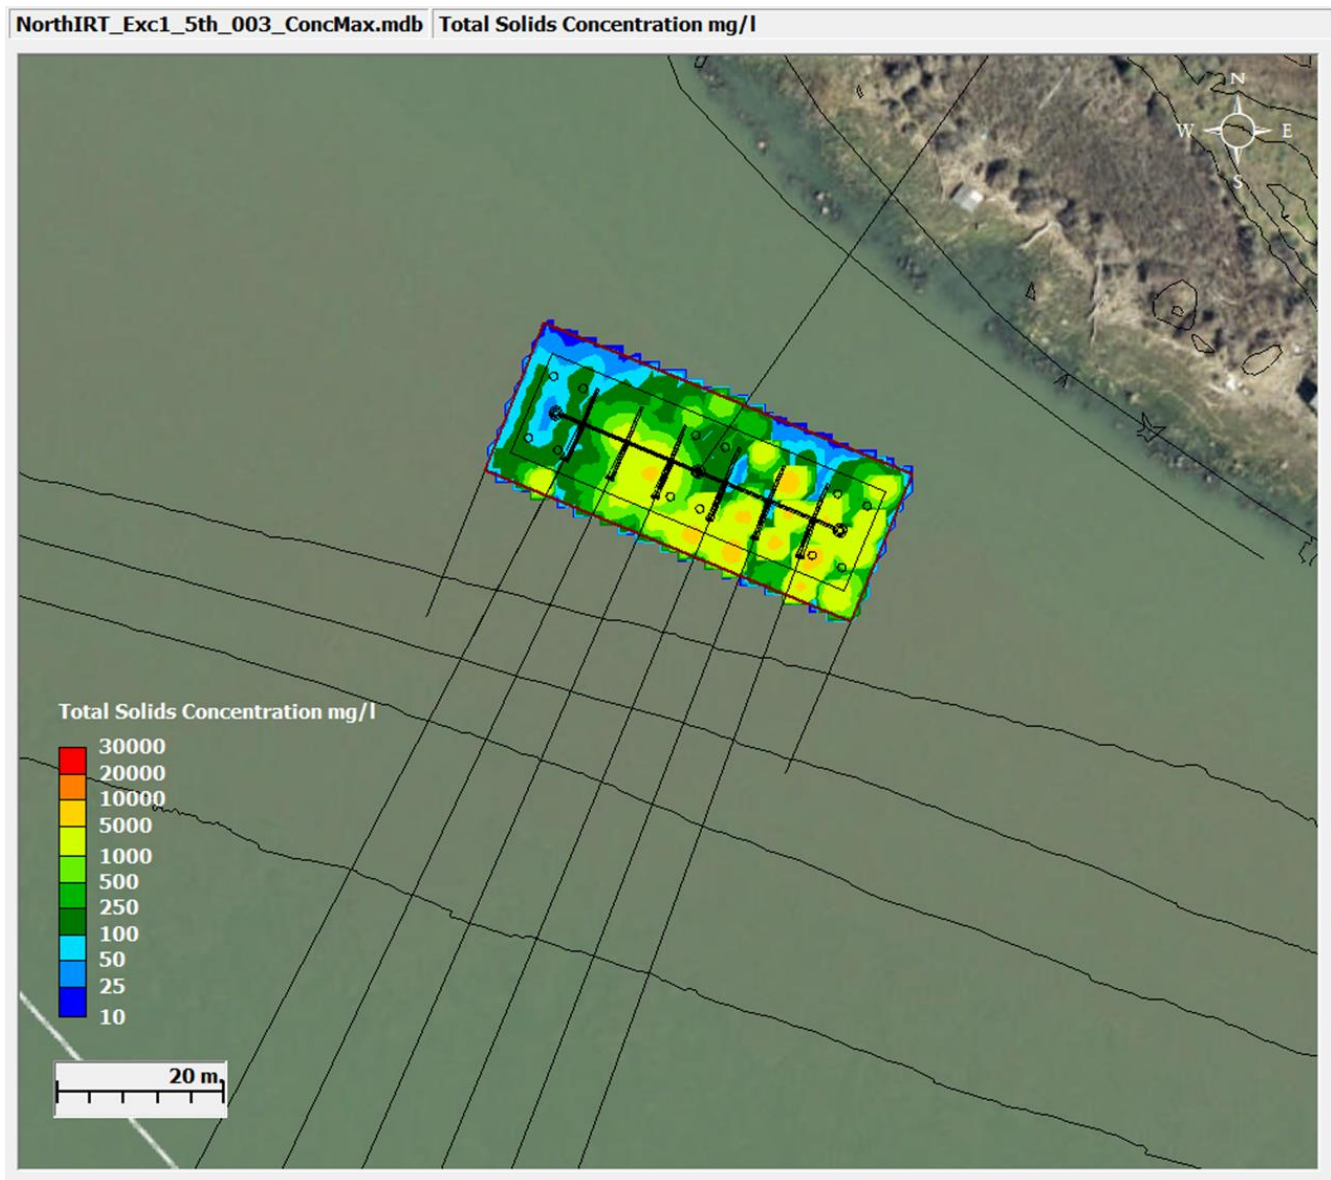 NorthIRT_Exc1_5th_003_ConcMax.mdb Total Solids Concentration mg/l
N
W E
S
Total Solids Concentration mg/l
30000
20000
10000
5000
1000
500
250
100
50
25
10
20 m